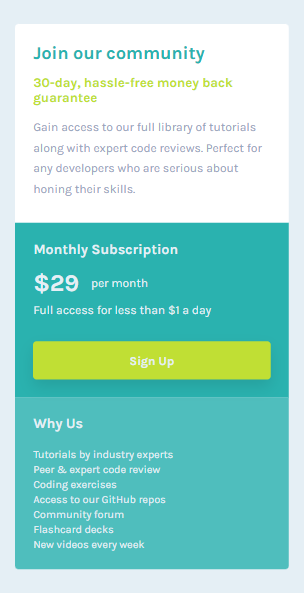 Join our community
30-day, hassle-free money back
guarantee
Gain access to our full library of tutorials
along with expert code reviews. Perfect for
any developers who are serious about
honing their skills.
Monthly Subscription
$29 per month
Full access for less than $1 a day
Sign Up
Why Us
Tutorials by industry experts
Peer & expert code review
Coding exercises
Access to our GitHub repos
Community forum
Flashcard decks
New videos every week